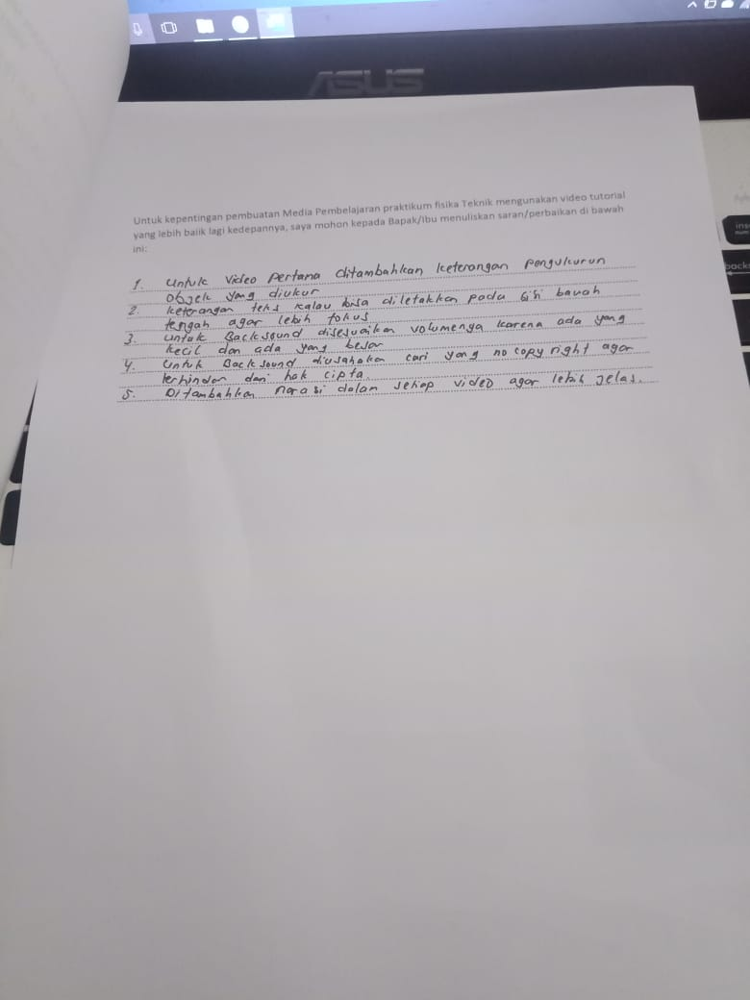 ASUS
Untuk kepentingan pembuatan Media Pembelajaran praktikum fisika Teknik mengunakan video tutorial
yang lebih baiik lagi kedepannya, saya mohon kepada Bapak/Ibu menuliskan saran/perbaikan di bawah
ini:
1. Untuk Video Pertama ditambahkan keterangan Pengukuran
objek yang diukur
2. keterangan teks kalau bisa diletakkan pada sisi bawah
tengah agar lebih fokus
3. untuk Backsound disesuaikan volumenya karena ada yang
kecil dan ada yang besar
4. Untuk Backsound diusahakan cari yang no copy right agar
terhindar dari hak cipta
5. Ditambahkan narasi dalam setiap video agar lebih jelas.
ins
back